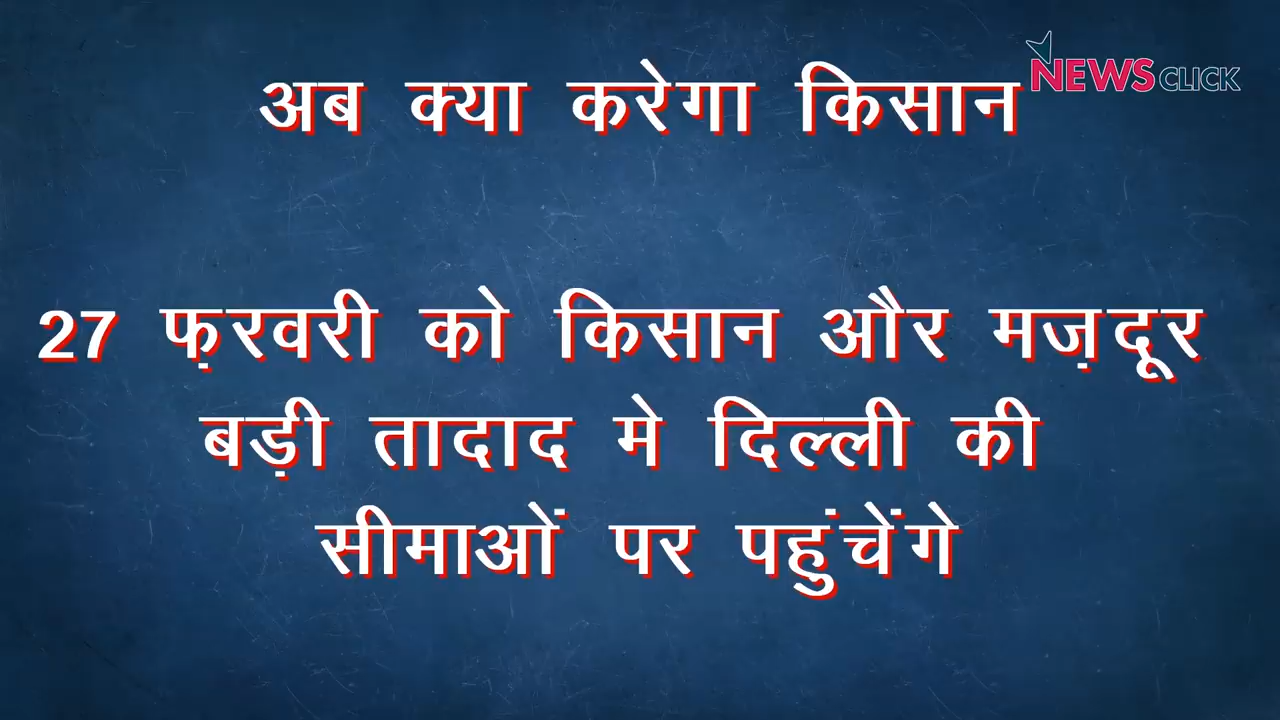 NEWSCLICK
अब क्या करेगा किसान
27 फ़रवरी को किसान और मज़दूर
बड़ी तादाद मे दिल्ली की
सीमाओं पर पहुंचेंगे